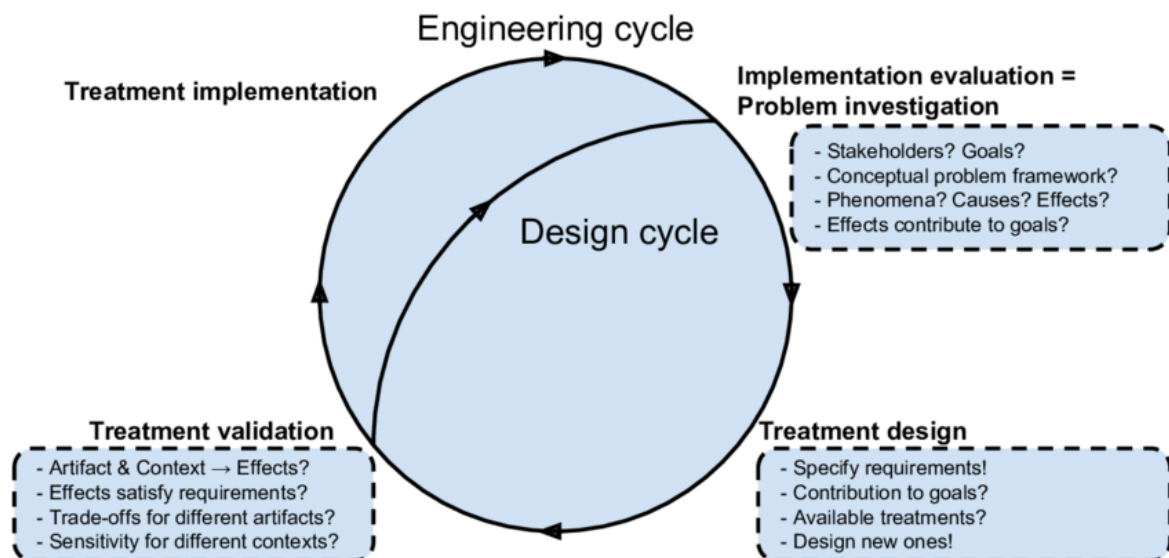 Engineering cycle
Treatment implementation
Implementation evaluation =
Problem investigation
- Stakeholders? Goals?
- Conceptual problem framework?
- Phenomena? Causes? Effects?
- Effects contribute to goals?
Design cycle
Treatment validation
- Artifact & Context → Effects?
- Effects satisfy requirements?
- Trade-offs for different artifacts?
- Sensitivity for different contexts?
Treatment design
- Specify requirements!
- Contribution to goals?
- Available treatments?
- Design new ones!